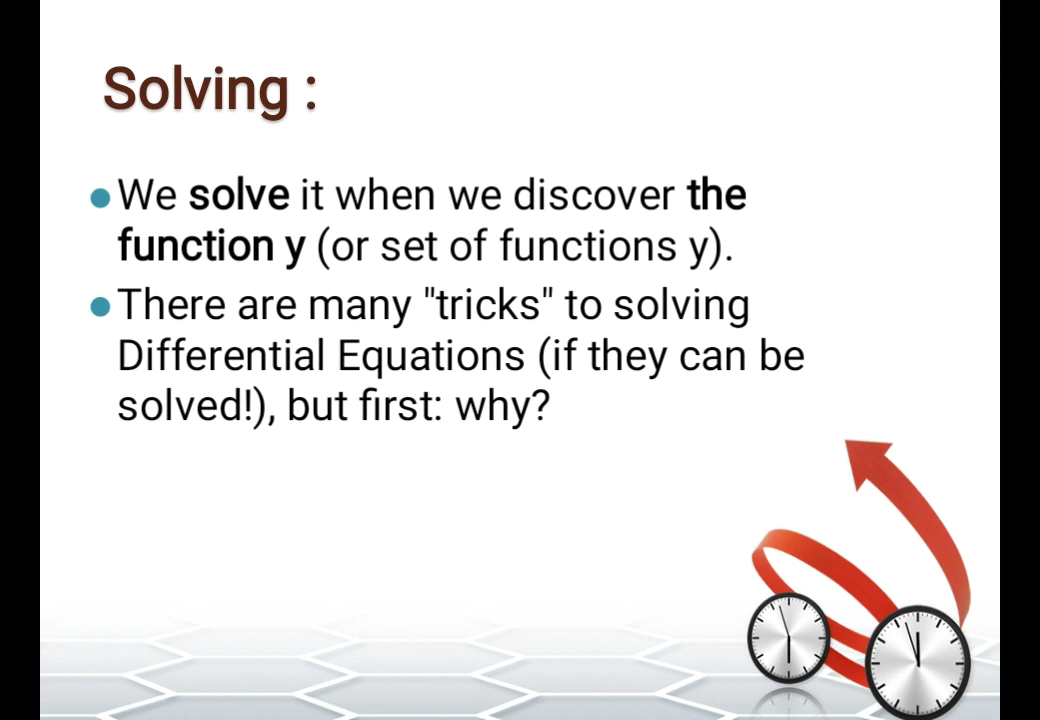 Solving :
We solve it when we discover the
function y (or set of functions y).
There are many "tricks" to solving
Differential Equations (if they can be
solved!), but first: why?